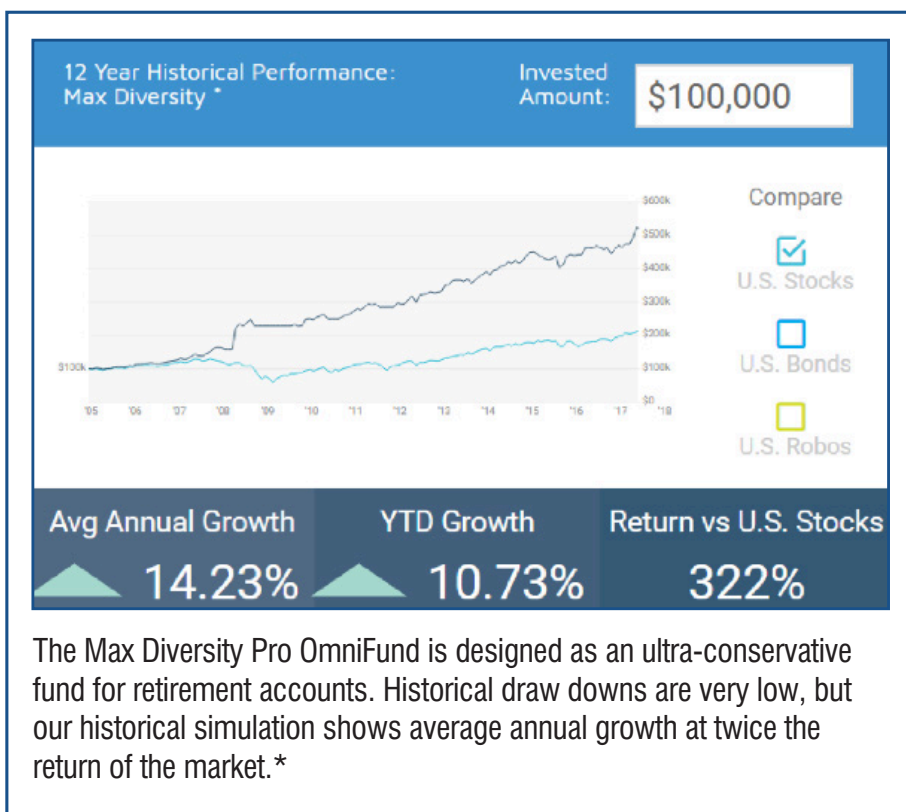 12 Year Historical Performance:
Max Diversity *
Invested
Amount:
$100,000
$600k
$500k
$400k
$300k
$200k
$100k
$0
$100k
'05 '06 '07 '08 '09 '10 '11 '12 '13 '14 '15 '16 '17 '18
Compare
U.S. Stocks
U.S. Bonds
U.S. Robos
Avg Annual Growth
14.23%
YTD Growth
10.73%
Return vs U.S. Stocks
322%
The Max Diversity Pro OmniFund is designed as an ultra-conservative
fund for retirement accounts. Historical draw downs are very low, but
our historical simulation shows average annual growth at twice the
return of the market.*